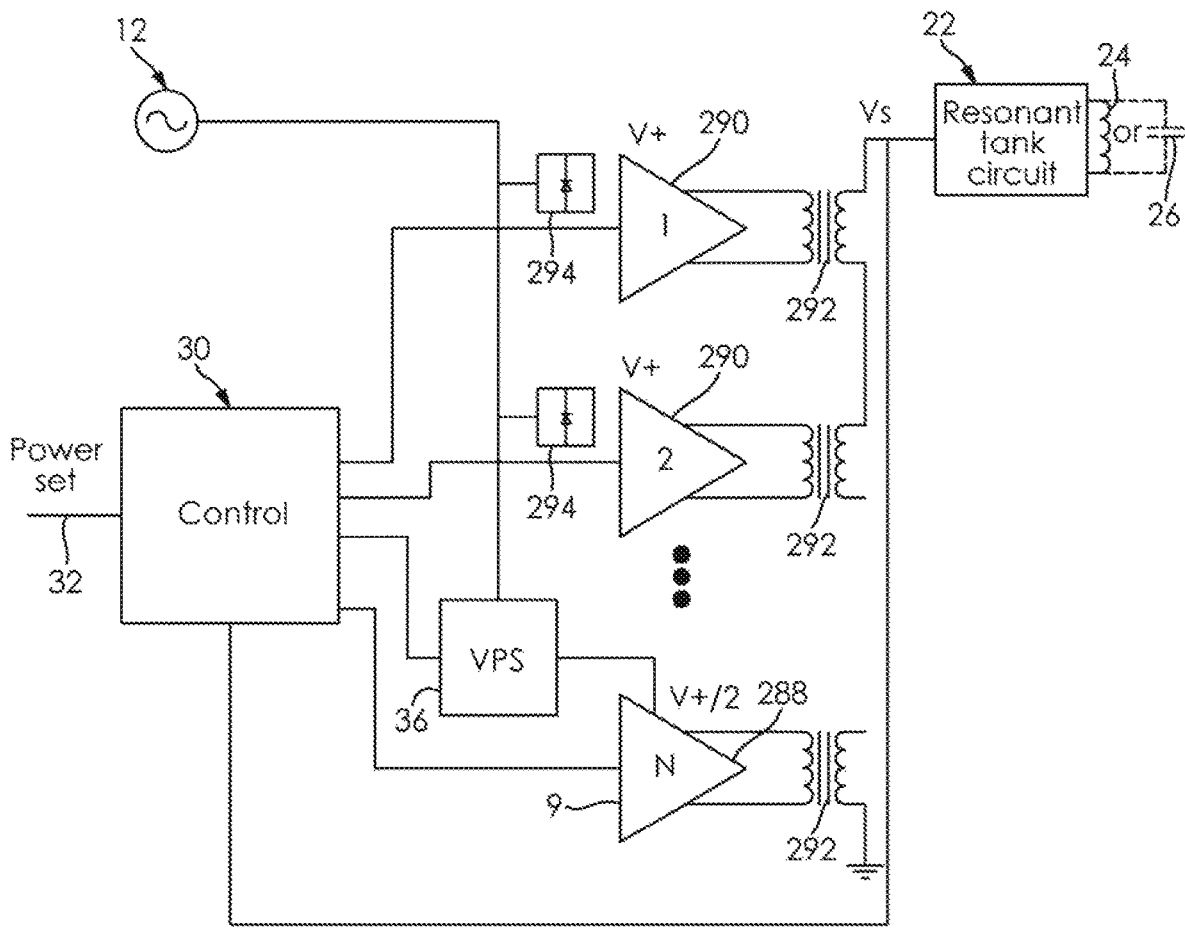 12
22
24
Vs
Resonant
tank
circuit
or
26
V+
290
1
294
292
30
V+
290
2
294
292
Power
set
Control
32
VPS
36
V+/2
288
N
9
292